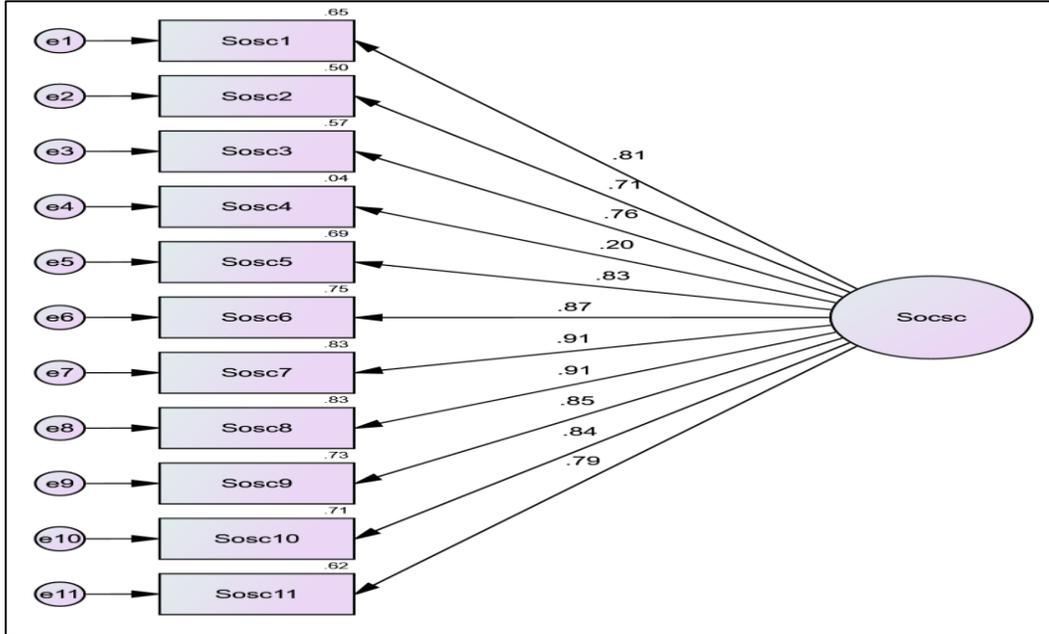 .65
e1 Sosc1
.50
e2 Sosc2
.57
e3 Sosc3
.04
e4 Sosc4
.69
e5 Sosc5
.75
e6 Sosc6
.83
e7 Sosc7
.83
e8 Sosc8
.73
e9 Sosc9
.71
e10 Sosc10
.62
e11 Sosc11
.81
.71
.76
.20
.83
.87
.91
.91
.85
.84
.79
Socsc